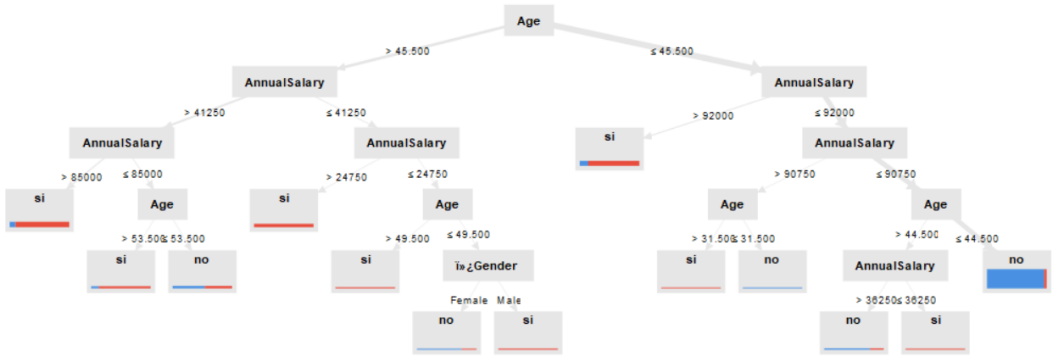 Age
> 45.500 ≤ 45.500
AnnualSalary AnnualSalary
> 41250 ≤ 41250 > 92000 ≤ 92000
AnnualSalary AnnualSalary si AnnualSalary
> 85000 ≤ 85000 > 24750 ≤ 24750 > 90750 ≤ 90750
si Age si Age Age Age
> 53.500 ≤ 53.500 > 49.500 ≤ 49.500 > 31.500 ≤ 31.500 > 44.500 ≤ 44.500
si no si ï»¿Gender si no AnnualSalary no
Female Male > 36250 ≤ 36250
no si no si